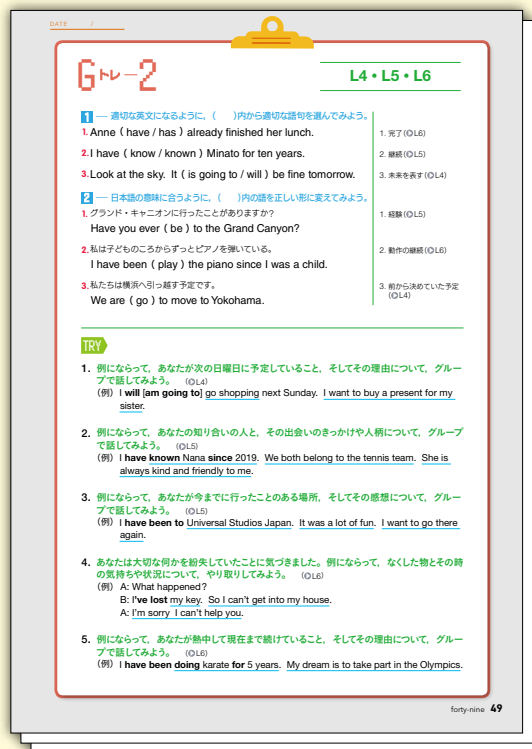 DATE /
Gトレー2
L4・L5・L6
1 ― 適切な英文になるように,( )内から適切な語句を選んでみよう。
1. Anne ( have / has ) already finished her lunch.
1. 完了(◎L6)
2. I have ( know / known ) Minato for ten years.
2. 継続(◎L5)
3. Look at the sky. It ( is going to / will ) be fine tomorrow.
3. 未来を表す(◎L4)
2 ― 日本語の意味に合うように,( )内の語を正しい形に変えてみよう。
1. グランド・キャニオンに行ったことがありますか?
1. 経験(◎L5)
Have you ever ( be ) to the Grand Canyon?
2. 私は子どものころからずっとピアノを弾いている。
2. 動作の継続(◎L6)
I have been ( play ) the piano since I was a child.
3. 私たちは横浜へ引っ越す予定です。
3. 前から決めていた予定
(◎L4)
We are ( go ) to move to Yokohama.
TRY
1. 例にならって,あなたが次の日曜日に予定していること,そしてその理由について,グルー
プで話してみよう。 (◎L4)
(例) I will [am going to] go shopping next Sunday. I want to buy a present for my
sister.
2. 例にならって,あなたの知り合いの人と,その出会いのきっかけや人柄について,グループ
で話してみよう。 (◎L5)
(例) I have known Nana since 2019. We both belong to the tennis team. She is
always kind and friendly to me.
3. 例にならって,あなたが今までに行ったことのある場所,そしてその感想について,グルー
プで話してみよう。 (◎L5)
(例) I have been to Universal Studios Japan. It was a lot of fun. I want to go there
again.
4. あなたは大切な何かを紛失していたことに気づきました。例にならって,なくした物とその時
の気持ちや状況について,やり取りしてみよう。 (◎L6)
(例) A: What happened?
B: I've lost my key. So I can't get into my house.
A: I'm sorry I can't help you.
5. 例にならって,あなたが熱中して現在まで続けていること,そしてその理由について,グルー
プで話してみよう。 (◎L6)
(例) I have been doing karate for 5 years. My dream is to take part in the Olympics.
forty-nine 49